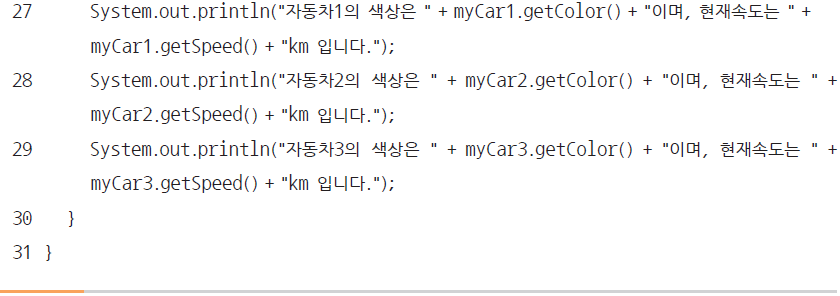 27 System.out.println("자동차1의 색상은 " + myCar1.getColor() + "이며, 현재속도는 " +
myCar1.getSpeed() + "km 입니다.");
28 System.out.println("자동차2의 색상은 " + myCar2.getColor() + "이며, 현재속도는 " +
myCar2.getSpeed() + "km 입니다.");
29 System.out.println("자동차3의 색상은 " + myCar3.getColor() + "이며, 현재속도는 " +
myCar3.getSpeed() + "km 입니다.");
30 }
31 }